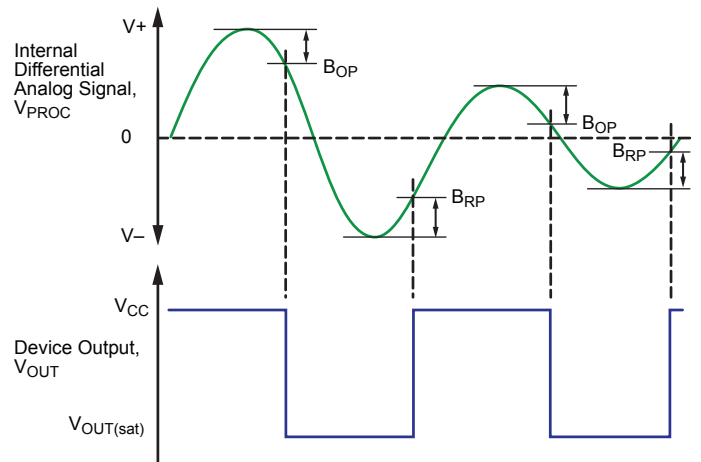 V+
Internal
Differential
Analog Signal,
VPROC
BOP
BOP
0
BRP
BRP
V–
VCC
Device Output,
VOUT
VOUT(sat)